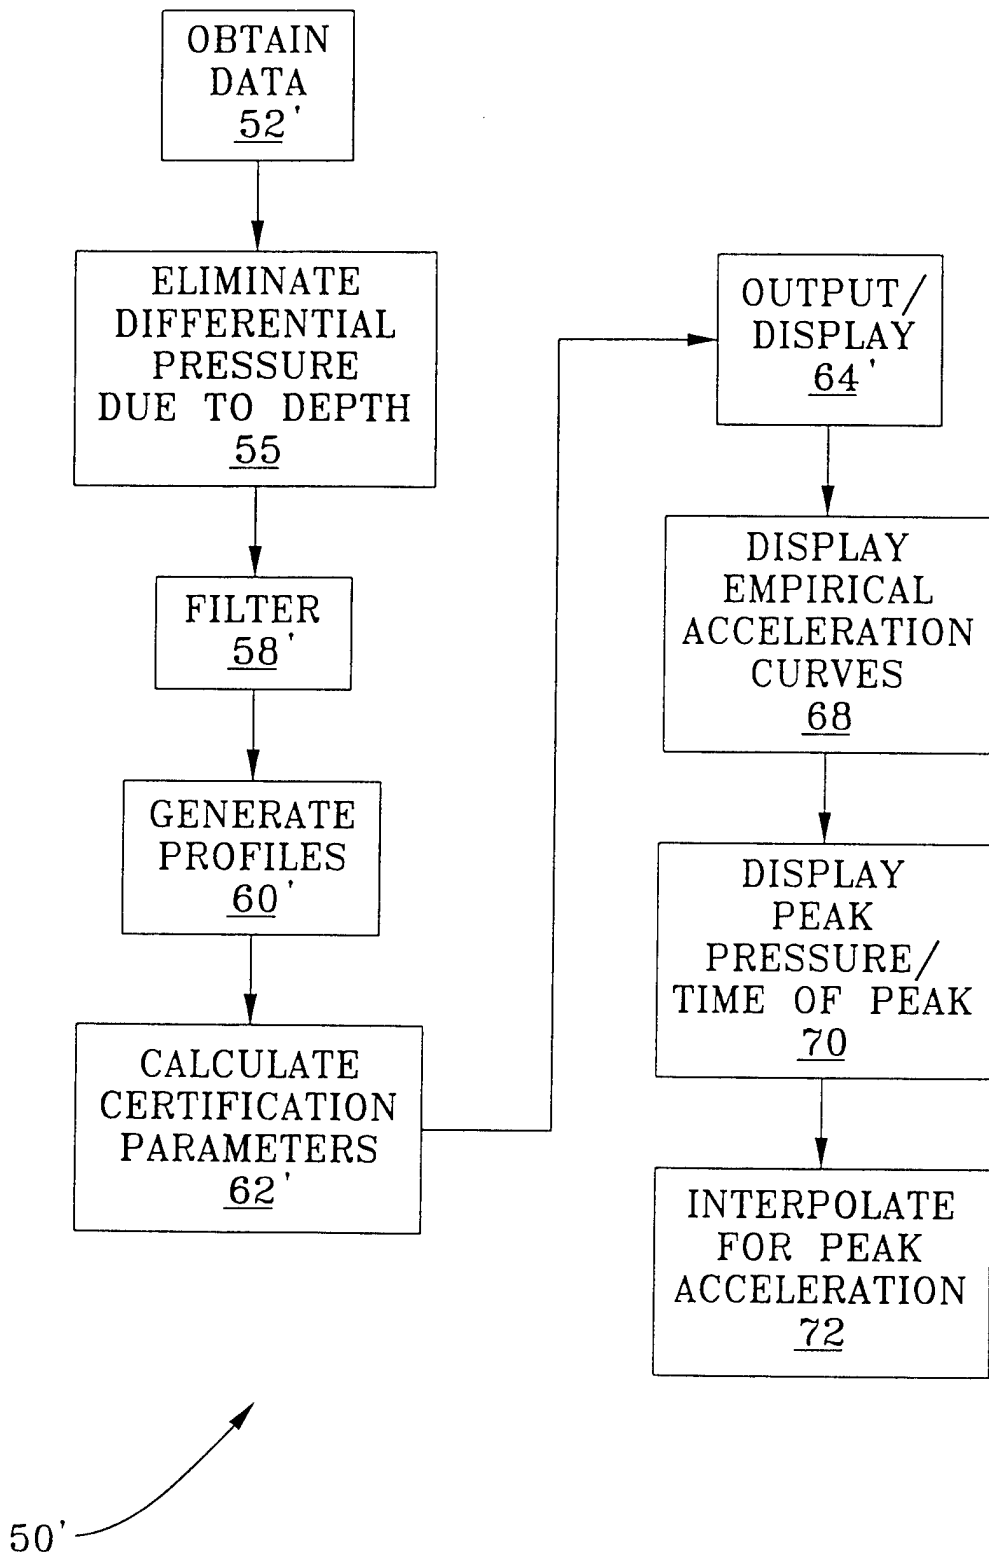 OBTAIN
DATA
52'
ELIMINATE
DIFFERENTIAL
PRESSURE
DUE TO DEPTH
55
FILTER
58'
GENERATE
PROFILES
60'
CALCULATE
CERTIFICATION
PARAMETERS
62'
OUTPUT/
DISPLAY
64'
DISPLAY
EMPIRICAL
ACCELERATION
CURVES
68
DISPLAY
PEAK
PRESSURE/
TIME OF PEAK
70
INTERPOLATE
FOR PEAK
ACCELERATION
72
50'